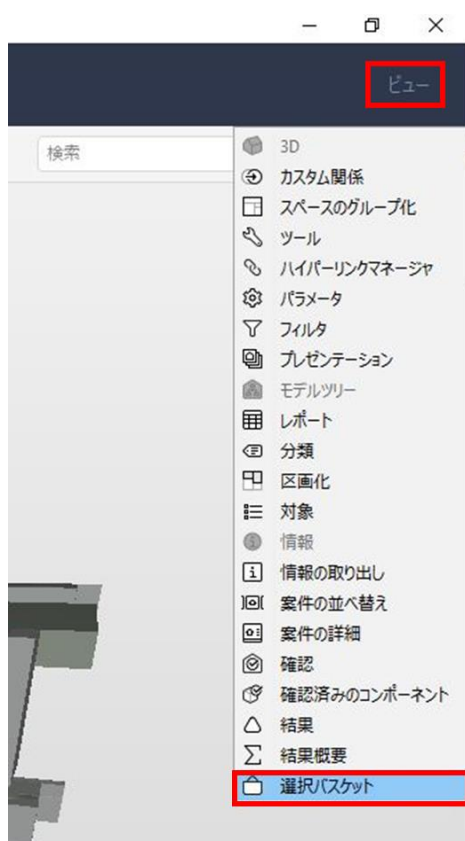 ビュー
検索
3D
カスタム関係
スペースのグループ化
ツール
ハイパーリンクマネージャ
パラメータ
フィルタ
プレゼンテーション
モデルツリー
レポート
分類
区画化
対象
情報
情報の取り出し
案件の並べ替え
案件の詳細
確認
確認済みのコンポーネント
結果
結果概要
選択バスケット